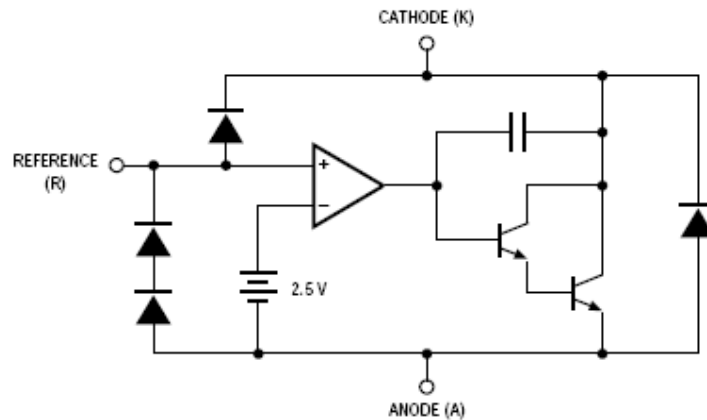 CATHODE (K)
REFERENCE
(R)
+
−
2.5 V
ANODE (A)